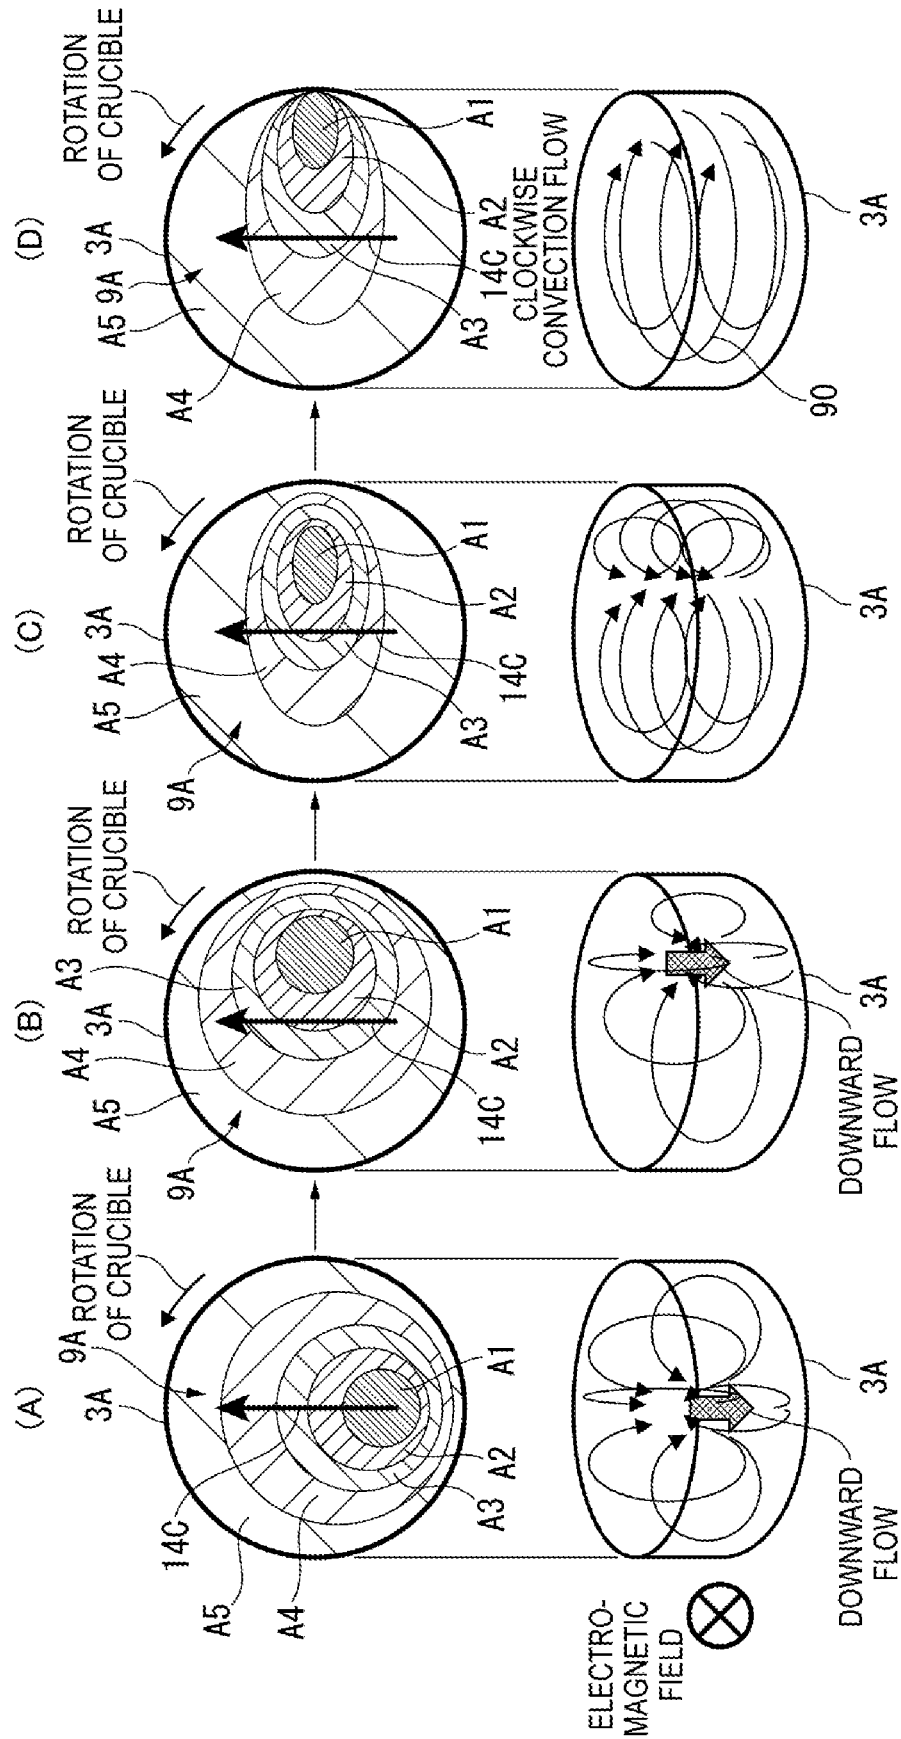 (A)
3A
9A
ROTATION
OF CRUCIBLE
14C
A5
A4
A3
A2
A1
ELECTRO-
MAGNETIC
FIELD
DOWNWARD
FLOW
3A
(B)
ROTATION
OF CRUCIBLE
A3
3A
A4
A5
9A
14C
A2
A1
DOWNWARD
FLOW
3A
(C)
ROTATION
OF CRUCIBLE
3A
A4
A5
9A
A3
14C
A2
A1
3A
(D)
ROTATION
OF CRUCIBLE
3A
9A
A5
A4
A3
14C
A2
A1
CLOCKWISE
CONVECTION FLOW
90
3A